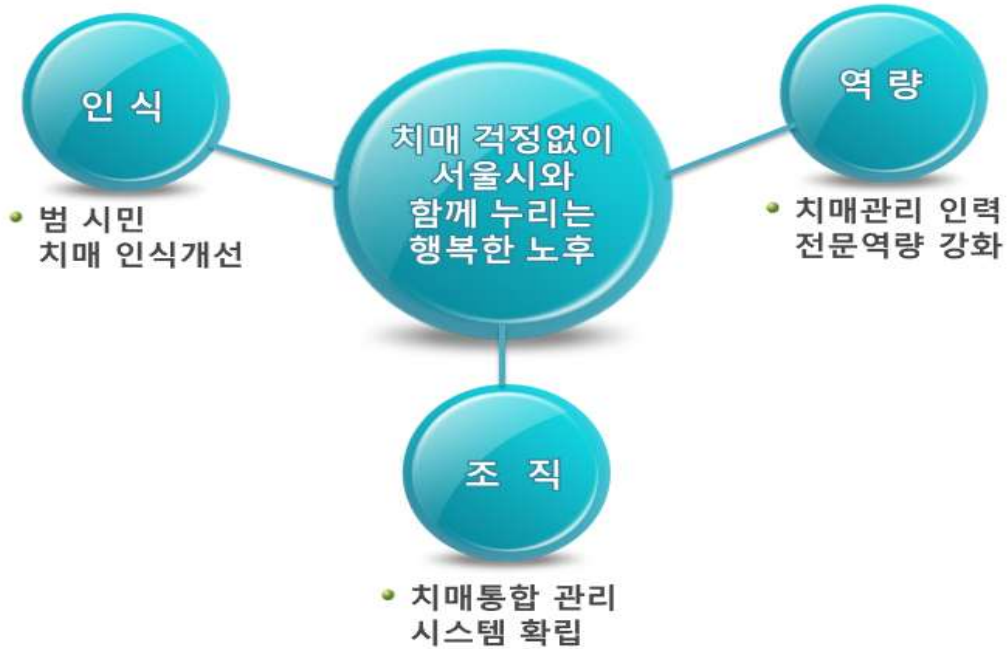 인 식
범 시민
치매 인식개선
치매 걱정없이
서울시와
함께 누리는
행복한 노후
역 량
치매관리 인력
전문역량 강화
조 직
치매통합 관리
시스템 확립